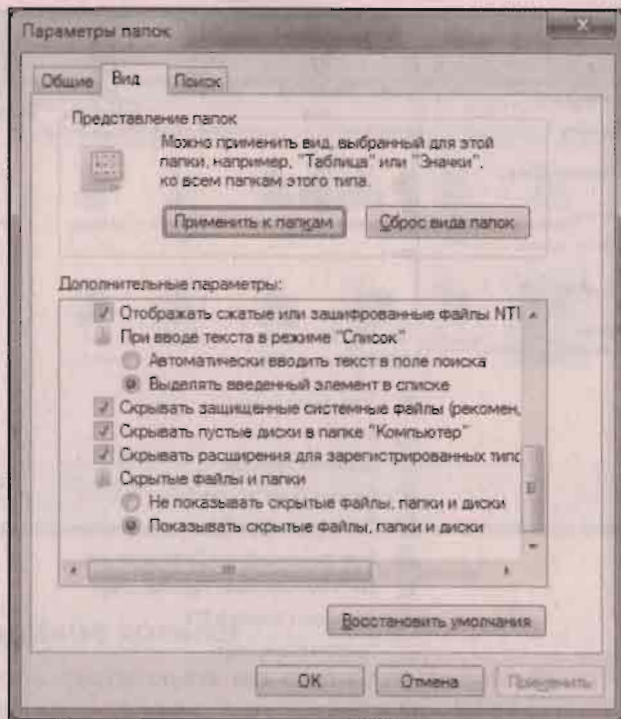 Параметры папок
Общие Вид Поиск
Представление папок
Можно применить вид, выбранный для этой
папки, например, "Таблица" или "Значки",
ко всем папкам этого типа.
Применить к папкам Сброс вида папок
Дополнительные параметры:
Отображать сжатые или зашифрованные файлы NTI
При вводе текста в режиме "Список"
Автоматически вводить текст в поле поиска
Выделять введенный элемент в списке
Скрывать защищенные системные файлы (рекомен,
Скрывать пустые диски в папке "Компьютер"
Скрывать расширения для зарегистрированных типс
Скрытые файлы и папки
Не показывать скрытые файлы, папки и диски
Показывать скрытые файлы, папки и диски
Восстановить умолчания
OK Отмена Применить